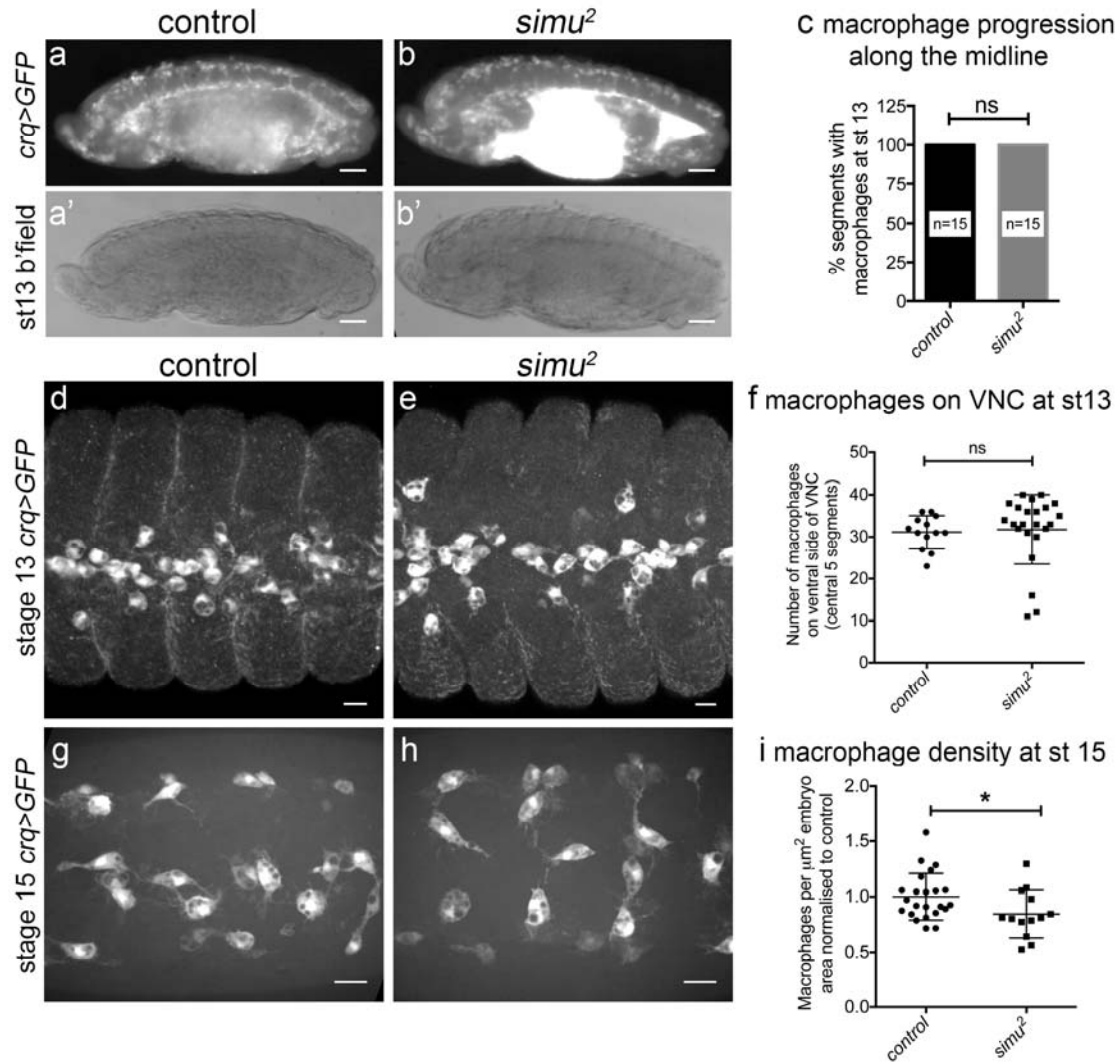 control
simu²
c macrophage progression
along the midline
crq>GFP
a
b
st13 b'field
a'
b'
% segments with
macrophages at st 13
125
100
75
50
25
0
ns
n=15
n=15
control
simu²
control
simu²
stage 13 crq>GFP
d
e
f macrophages on VNC at st13
Number of macrophages
on ventral side of VNC
(central 5 segments)
50
40
30
20
10
0
ns
control
simu²
stage 15 crq>GFP
g
h
i macrophage density at st 15
Macrophages per μm² embryo
area normalised to control
2.0
1.5
1.0
0.5
0.0
*
control
simu²